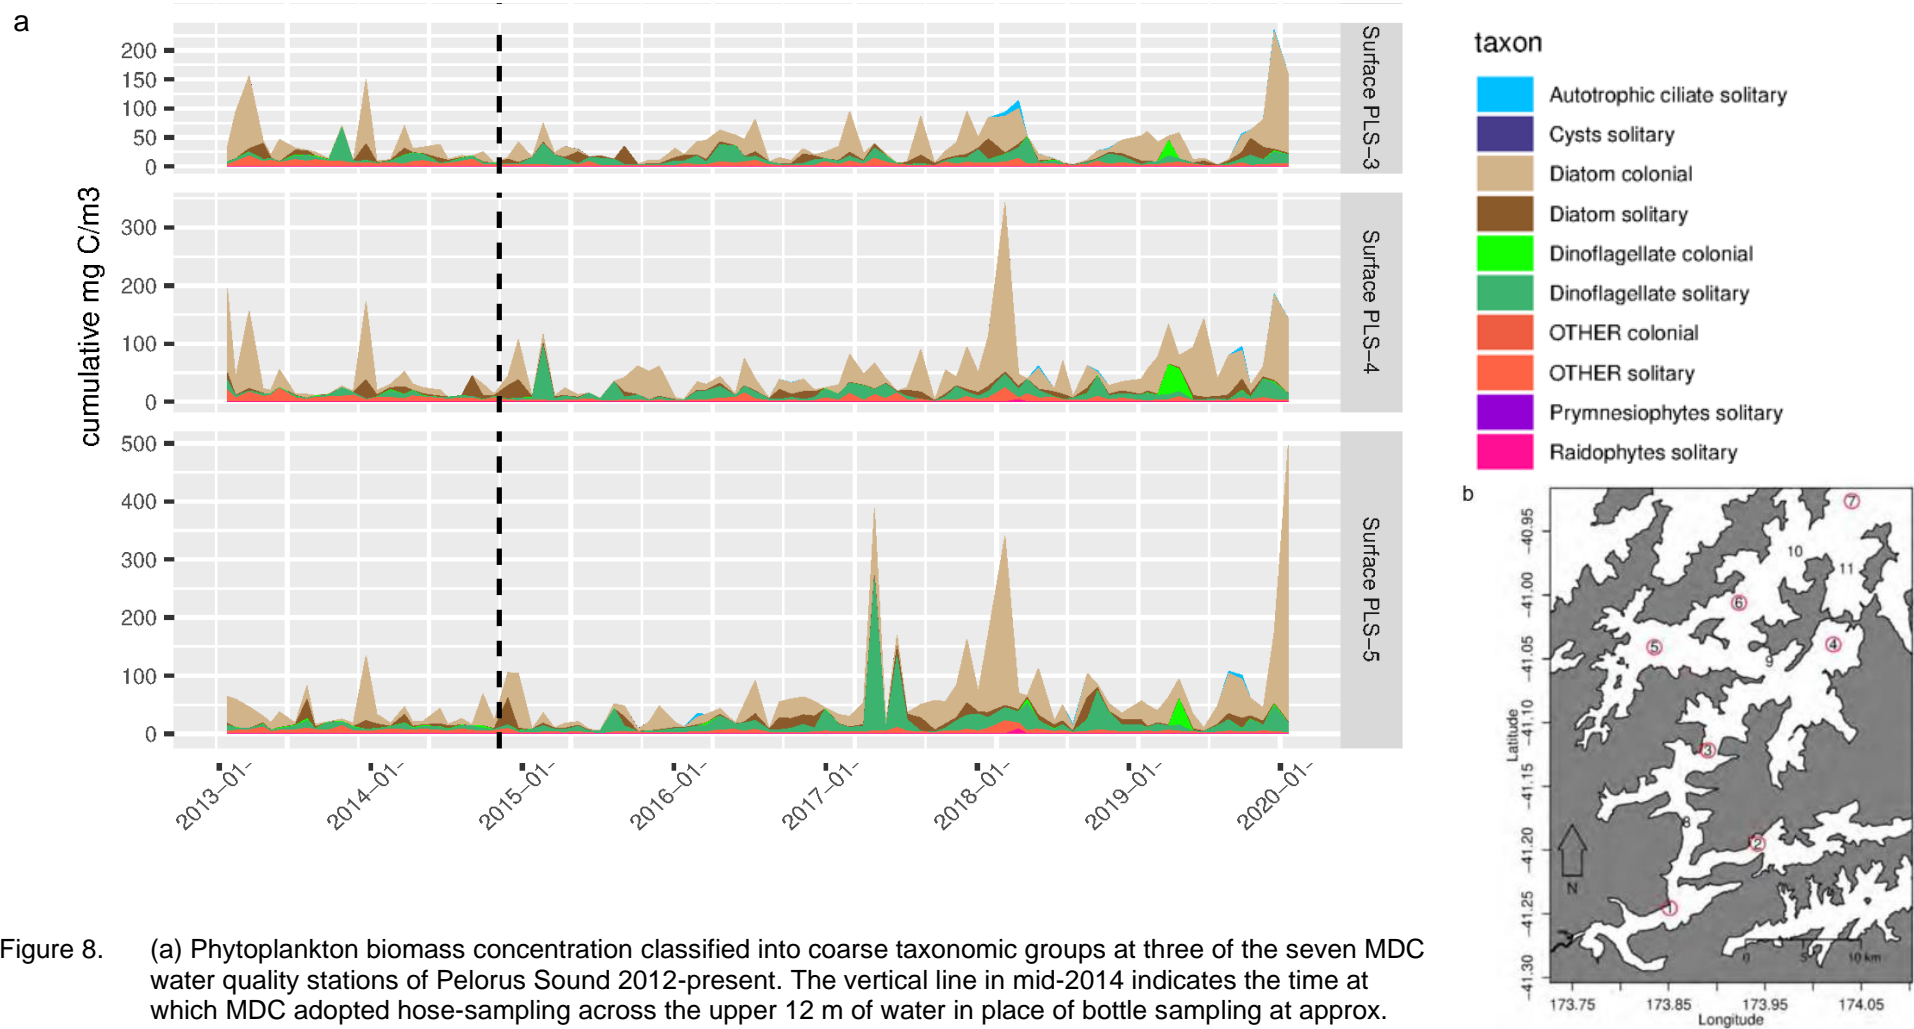 a
cumulative mg C/m3
200
150
100
50
0
Surface PLS−3
300
200
100
0
Surface PLS−4
500
400
300
200
100
0
Surface PLS−5
2013−01−
2014−01−
2015−01−
2016−01−
2017−01−
2018−01−
2019−01−
2020−01−
taxon
Autotrophic ciliate solitary
Cysts solitary
Diatom colonial
Diatom solitary
Dinoflagellate colonial
Dinoflagellate solitary
OTHER colonial
OTHER solitary
Prymnesiophytes solitary
Raidophytes solitary
b
Latitude
−40.95
−41.00
−41.05
−41.10
−41.15
−41.20
−41.25
−41.30
7
10
11
6
5
4
9
3
8
2
1
N
0 5 10 km
173.75 173.85 173.95 174.05
Longitude
Figure 8. (a) Phytoplankton biomass concentration classified into coarse taxonomic groups at three of the seven MDC
water quality stations of Pelorus Sound 2012-present. The vertical line in mid-2014 indicates the time at
which MDC adopted hose-sampling across the upper 12 m of water in place of bottle sampling at approx.